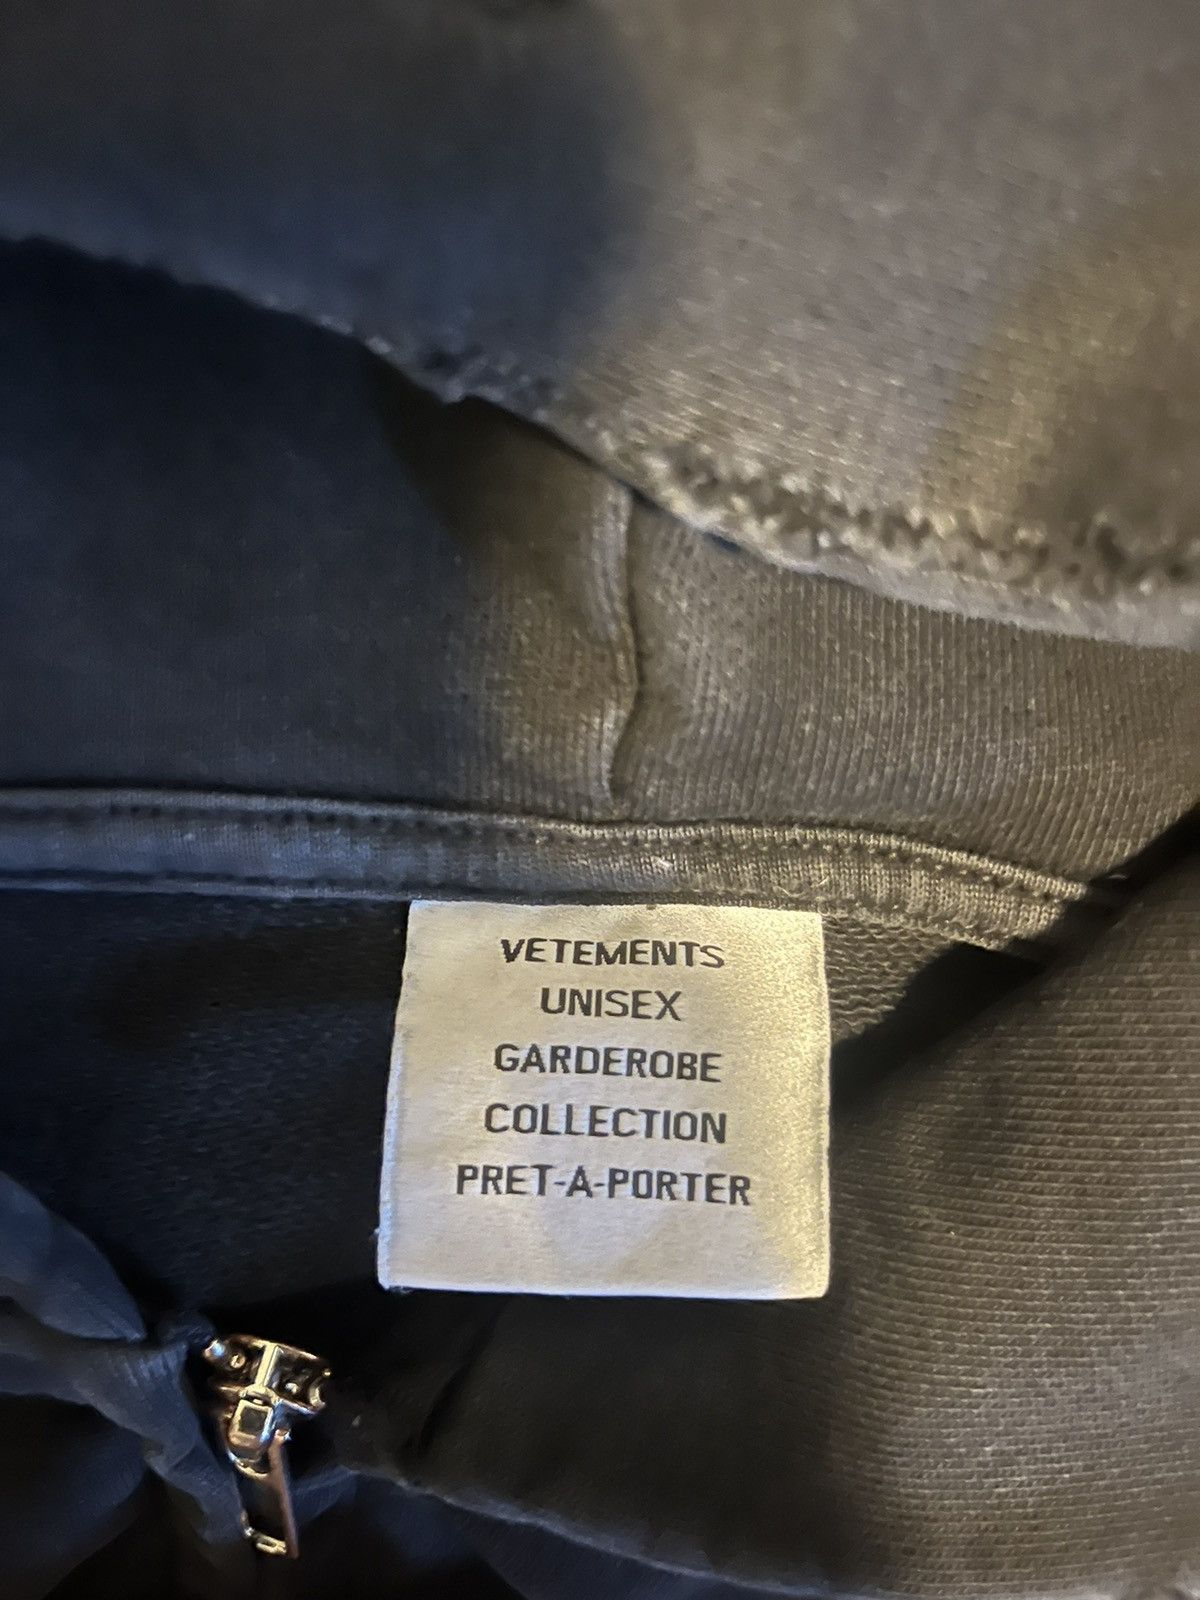 VETEMENTS
UNISEX
GARDEROBE
COLLECTION
PRET-A-PORTER